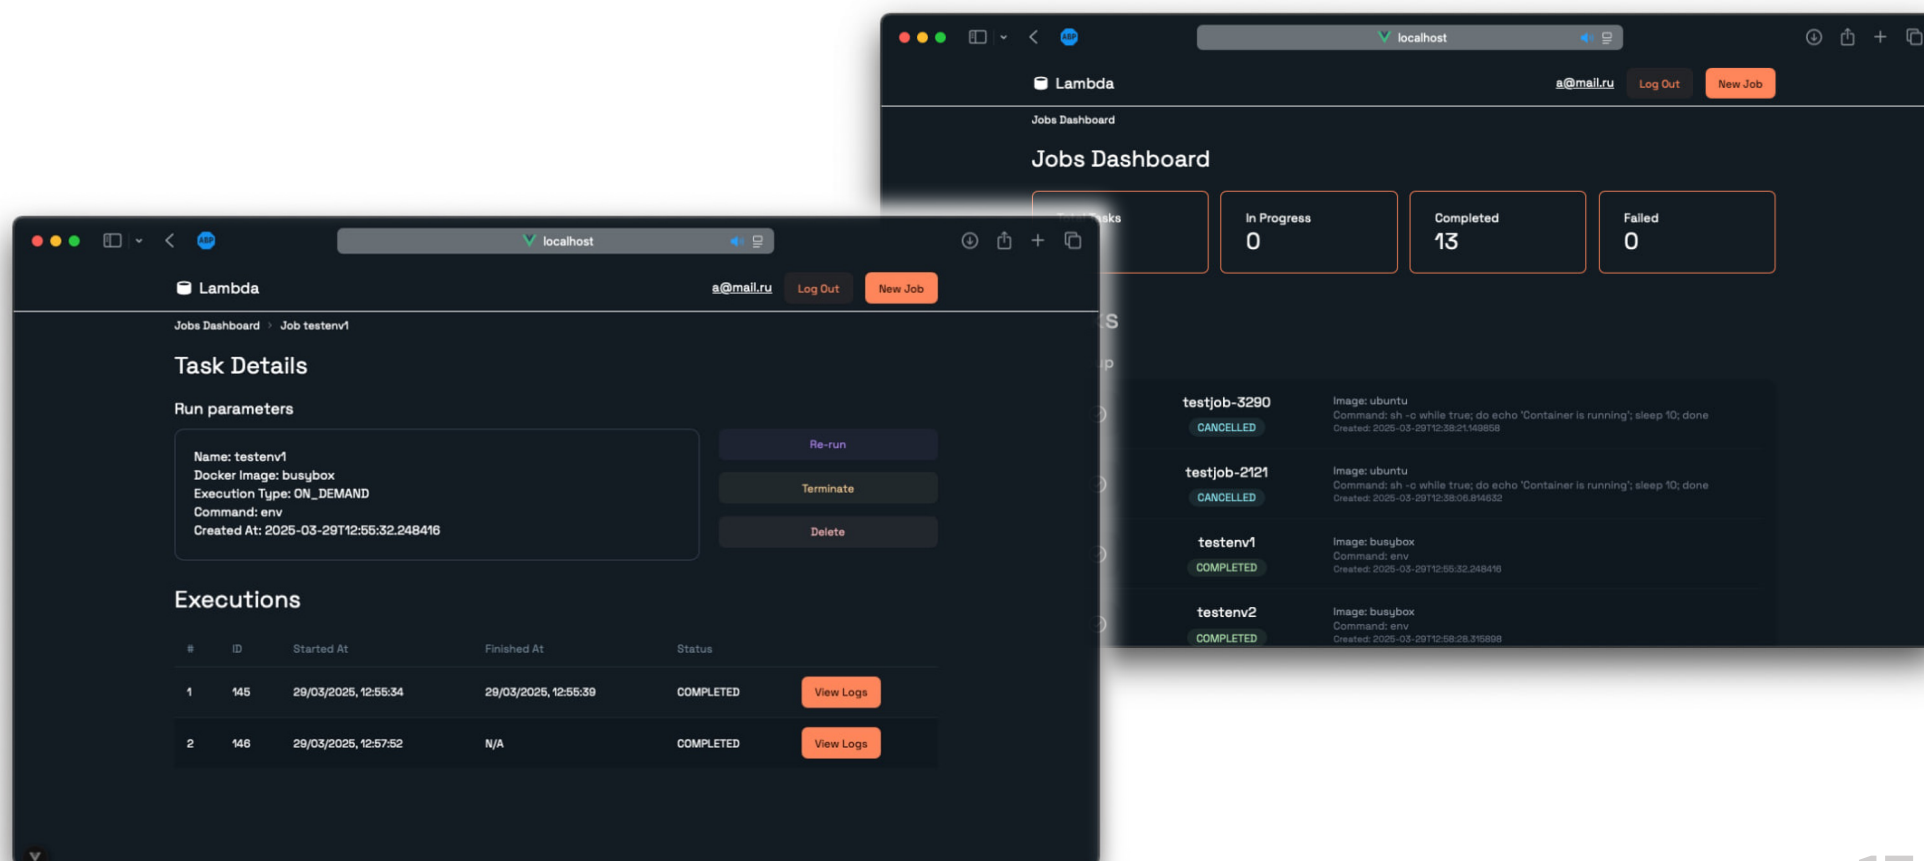 localhost
Lambda
a@mail.ru Log Out New Job
Jobs Dashboard
Jobs Dashboard
Tasks
In Progress
0
Completed
13
Failed
0
testjob-3290
CANCELLED
Image: ubuntu
Command: sh -c while true; do echo 'Container is running'; sleep 10; done
Created: 2025-03-29T12:38:21.149858
testjob-2121
CANCELLED
Image: ubuntu
Command: sh -c while true; do echo 'Container is running'; sleep 10; done
Created: 2025-03-29T12:38:06.814632
testenv1
COMPLETED
Image: busybox
Command: env
Created: 2025-03-29T12:55:32.248416
testenv2
COMPLETED
Image: busybox
Command: env
Created: 2025-03-29T12:58:28.315898
ABP
localhost
Lambda
a@mail.ru Log Out New Job
Jobs Dashboard > Job testenv1
Task Details
Run parameters
Name: testenv1
Docker Image: busybox
Execution Type: ON_DEMAND
Command: env
Created At: 2025-03-29T12:55:32.248416
Re-run
Terminate
Delete
Executions
# ID Started At Finished At Status
1 145 29/03/2025, 12:55:34 29/03/2025, 12:55:39 COMPLETED View Logs
2 146 29/03/2025, 12:57:52 N/A COMPLETED View Logs